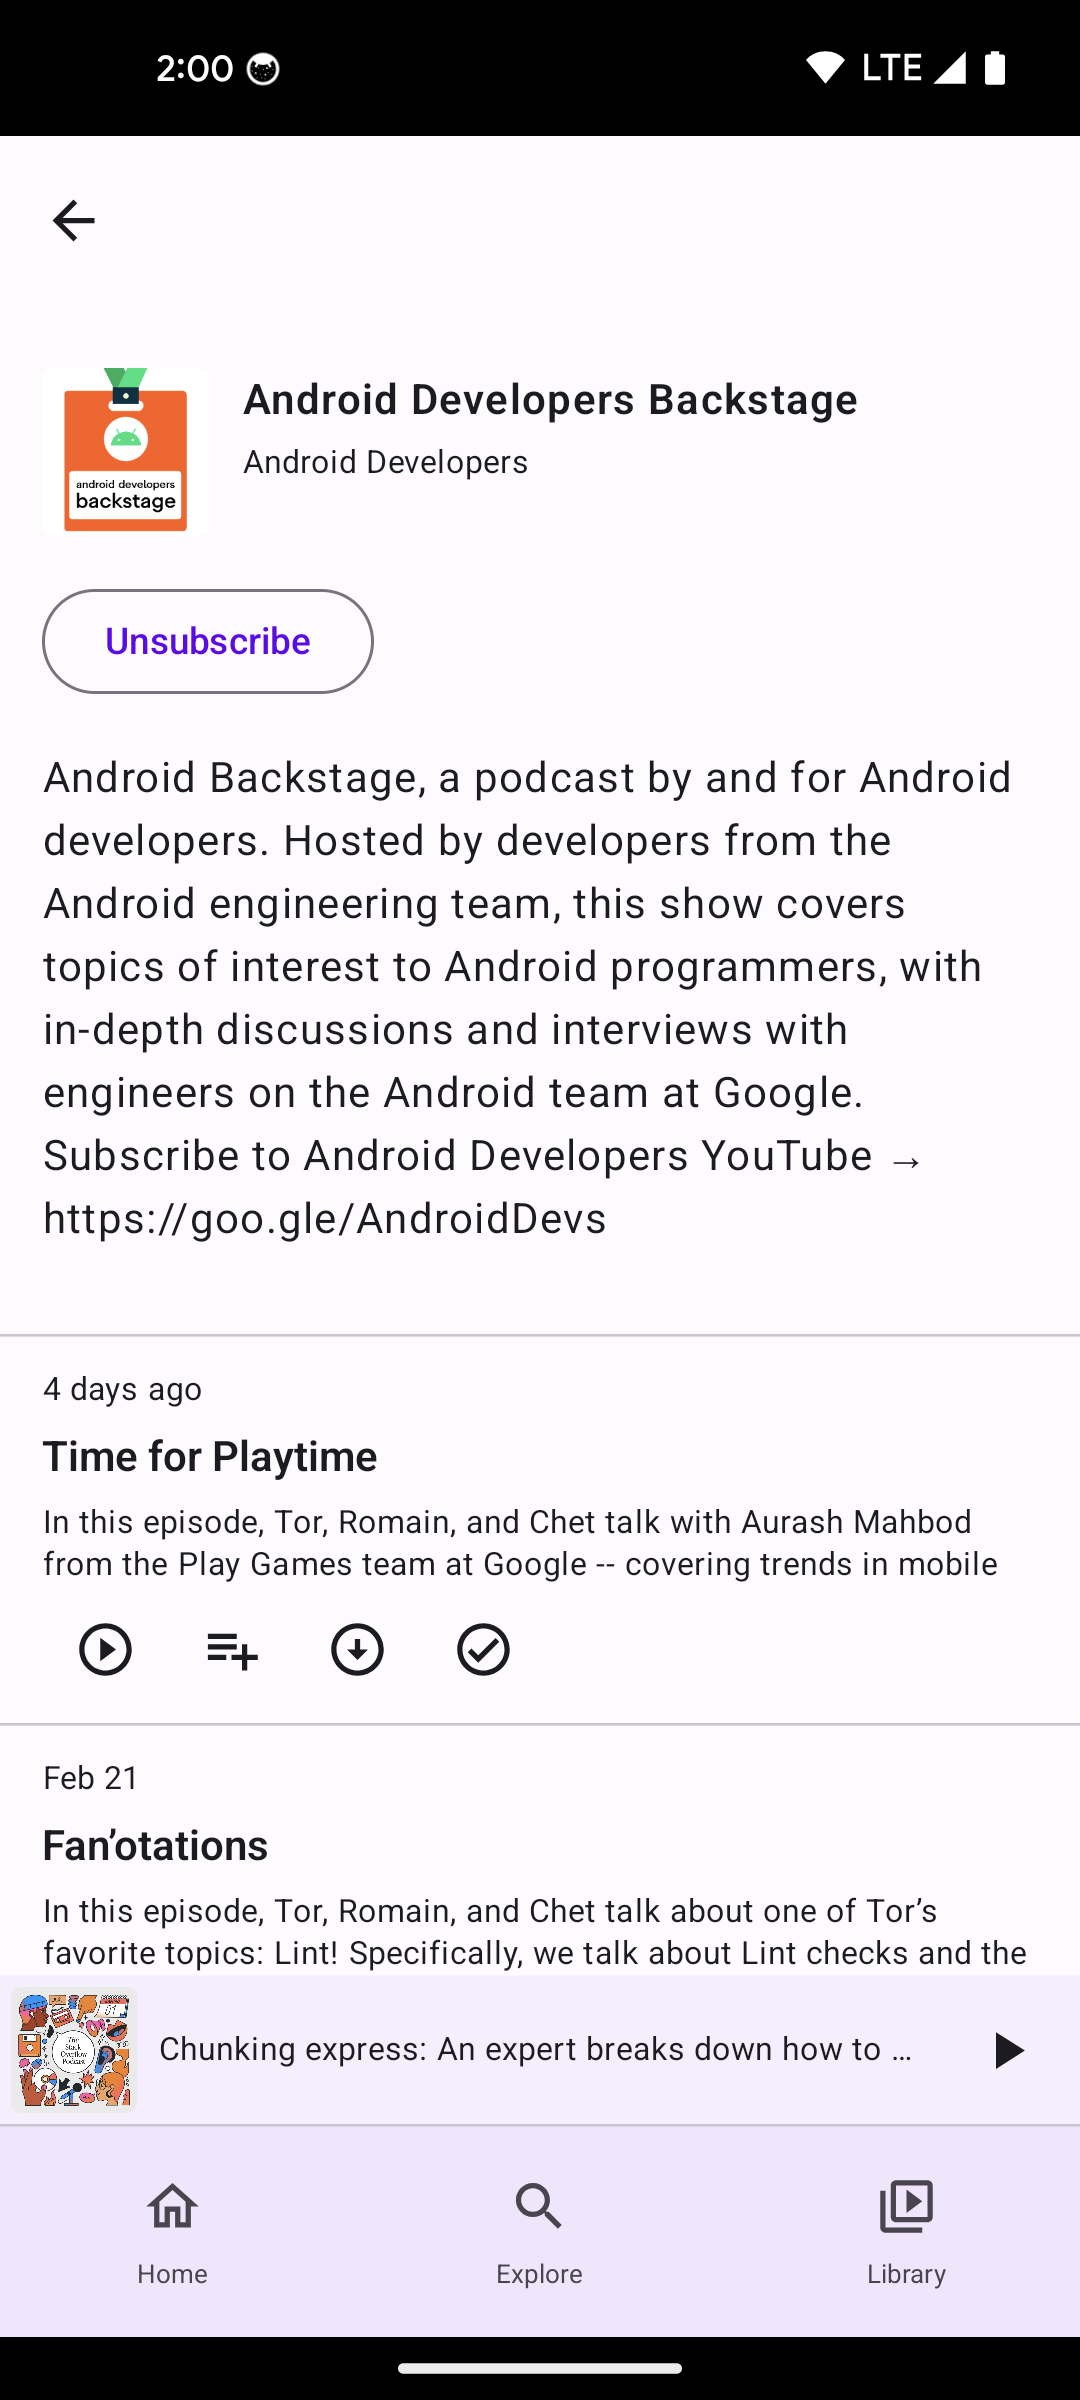 2:00
LTE
android developers
backstage
Android Developers Backstage
Android Developers
Unsubscribe
Android Backstage, a podcast by and for Android
developers. Hosted by developers from the
Android engineering team, this show covers
topics of interest to Android programmers, with
in-depth discussions and interviews with
engineers on the Android team at Google.
Subscribe to Android Developers YouTube →
https://goo.gle/AndroidDevs
4 days ago
Time for Playtime
In this episode, Tor, Romain, and Chet talk with Aurash Mahbod
from the Play Games team at Google -- covering trends in mobile
Feb 21
Fan’otations
In this episode, Tor, Romain, and Chet talk about one of Tor’s
favorite topics: Lint! Specifically, we talk about Lint checks and the
The
Stack
Overflow
Podcast
Chunking express: An expert breaks down how to ...
Home
Explore
Library